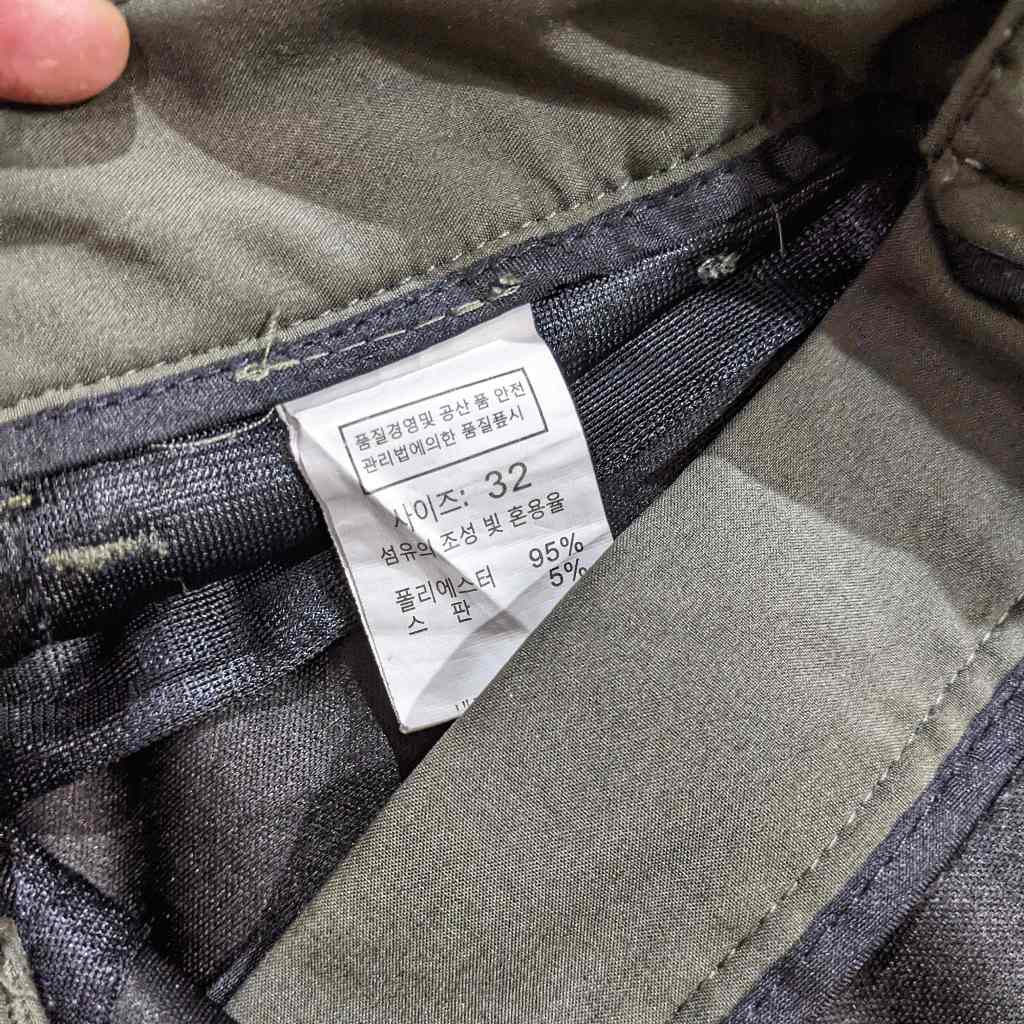 품질경영및 공산 품 안전
관리법에의한 품질푶시
사이즈: 32
섬유의 조성 빛 혼용율
폴리에스터 95%
스 판 5%